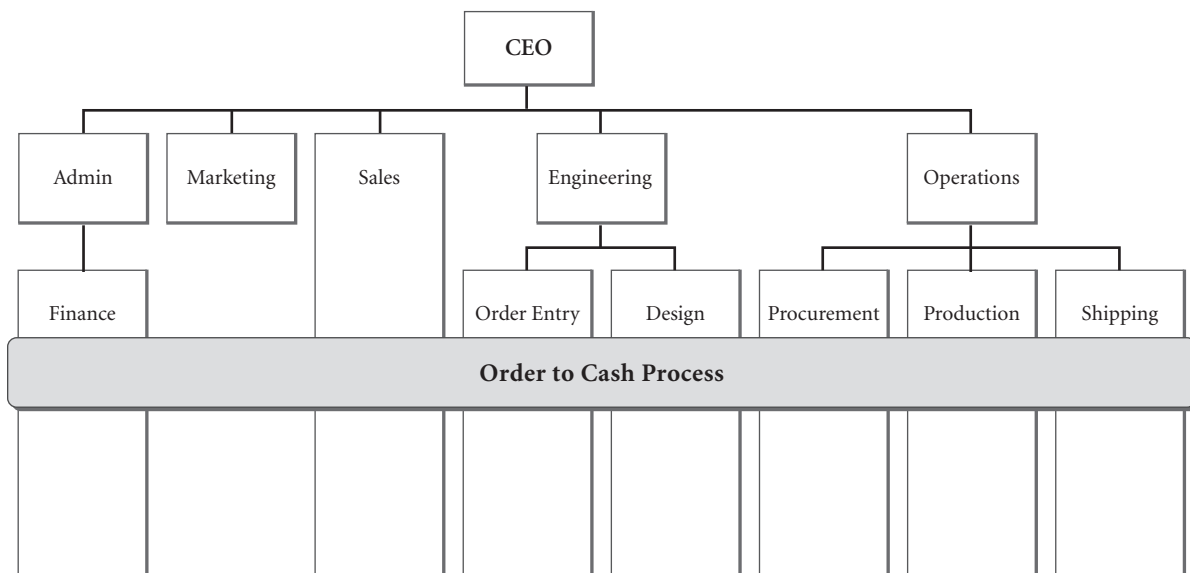 CEO
Admin
Marketing
Sales
Engineering
Operations
Finance
Order Entry
Design
Procurement
Production
Shipping
Order to Cash Process